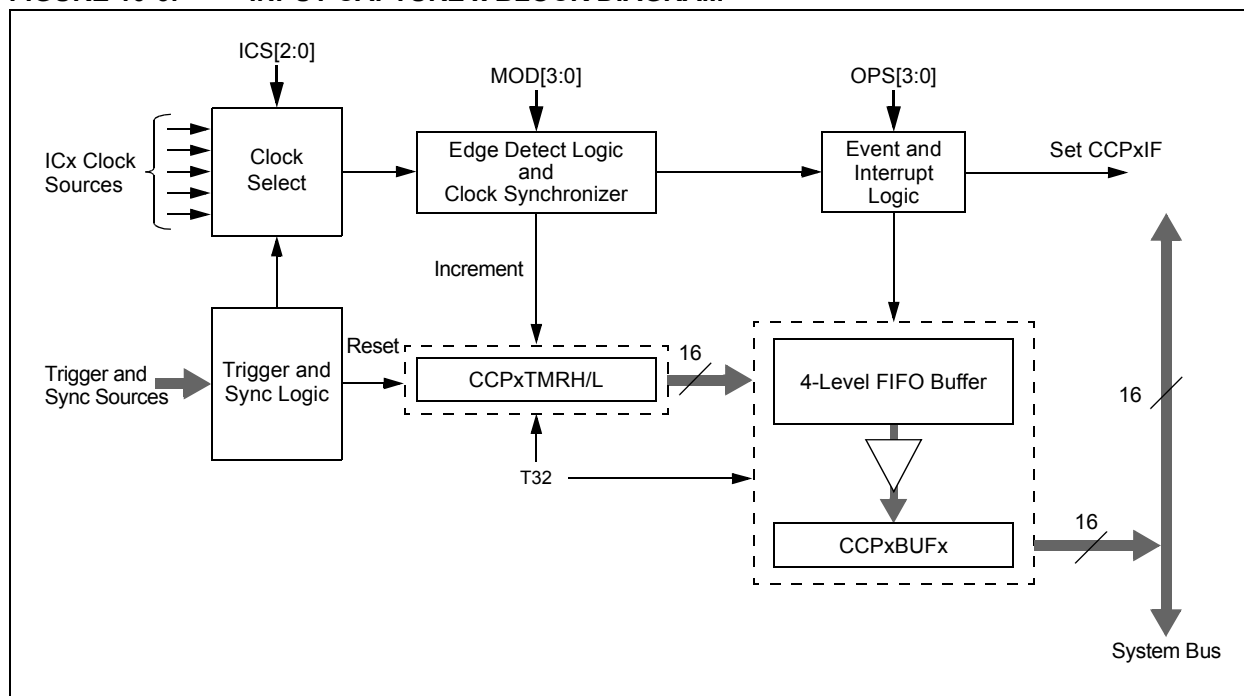 ICS[2:0]
MOD[3:0]
OPS[3:0]
ICx Clock
Sources
Clock
Select
Edge Detect Logic
and
Clock Synchronizer
Event and
Interrupt
Logic
Set CCPxIF
Increment
Trigger and
Sync Sources
Trigger and
Sync Logic
Reset
CCPxTMRH/L
16
4-Level FIFO Buffer
16
T32
CCPxBUFx
16
System Bus